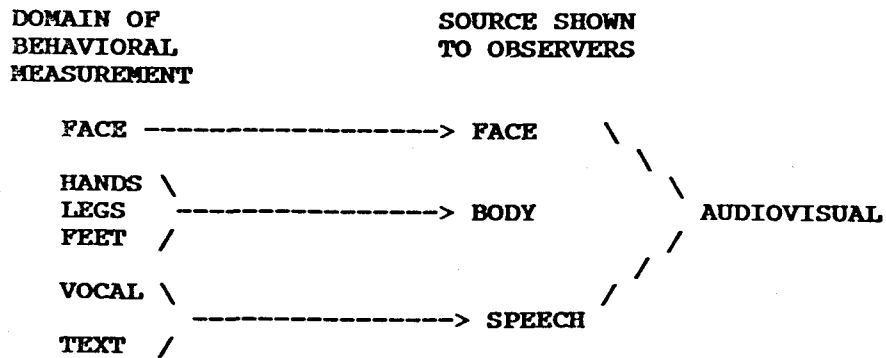 DOMAIN OF
BEHAVIORAL
MEASUREMENT
SOURCE SHOWN
TO OBSERVERS
FACE --------------------> FACE \
HANDS \
LEGS -------------------> BODY
FEET /
AUDIOVISUAL
VOCAL \
------------------> SPEECH
TEXT /